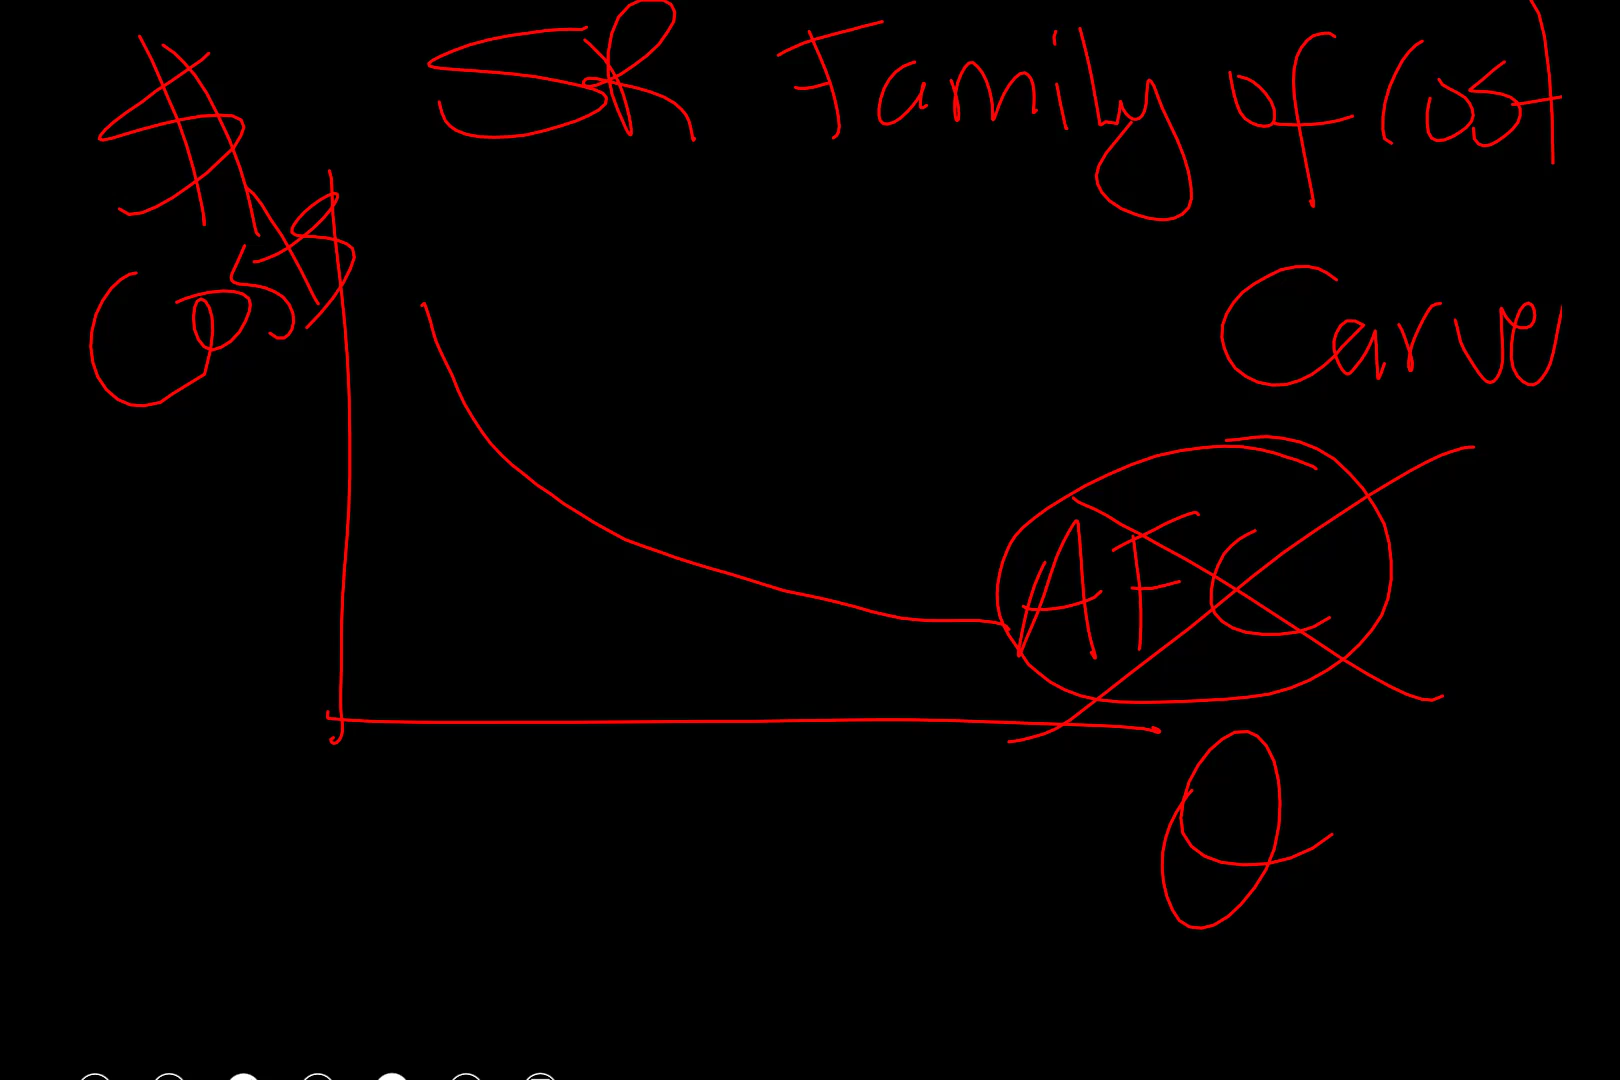 SR Family of Cost
Curve
$
Costs
AFC
Q